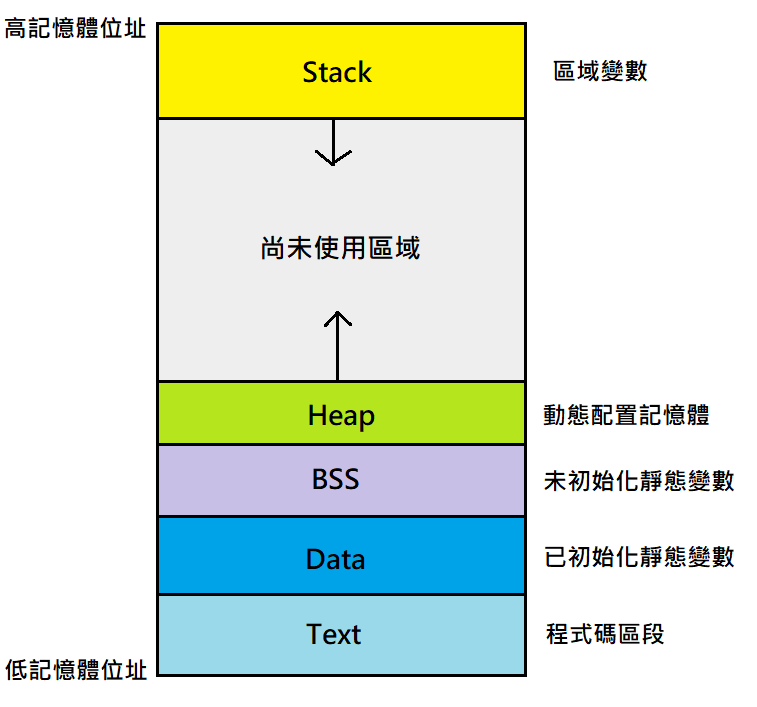 高記憶體位址
Stack
區域變數
尚未使用區域
Heap
動態配置記憶體
BSS
未初始化靜態變數
Data
已初始化靜態變數
Text
程式碼區段
低記憶體位址